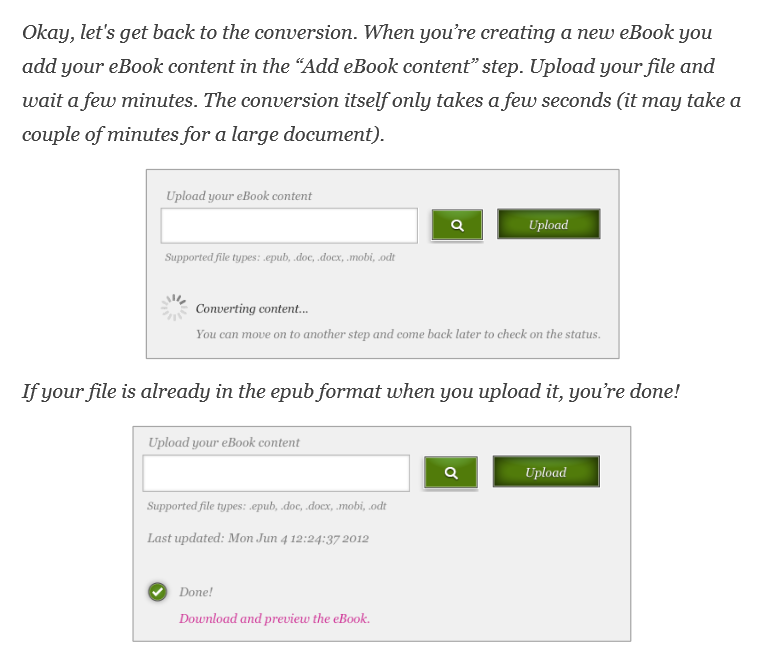 Okay, let's get back to the conversion. When you’re creating a new eBook you
add your eBook content in the “Add eBook content” step. Upload your file and
wait a few minutes. The conversion itself only takes a few seconds (it may take a
couple of minutes for a large document).
Upload your eBook content
Upload
Supported file types: .epub, .doc, .docx, .mobi, .odt
Converting content...
You can move on to another step and come back later to check on the status.
If your file is already in the epub format when you upload it, you’re done!
Upload your eBook content
Upload
Supported file types: .epub, .doc, .docx, .mobi, .odt
Last updated: Mon Jun 4 12:24:37 2012
Done!
Download and preview the eBook.